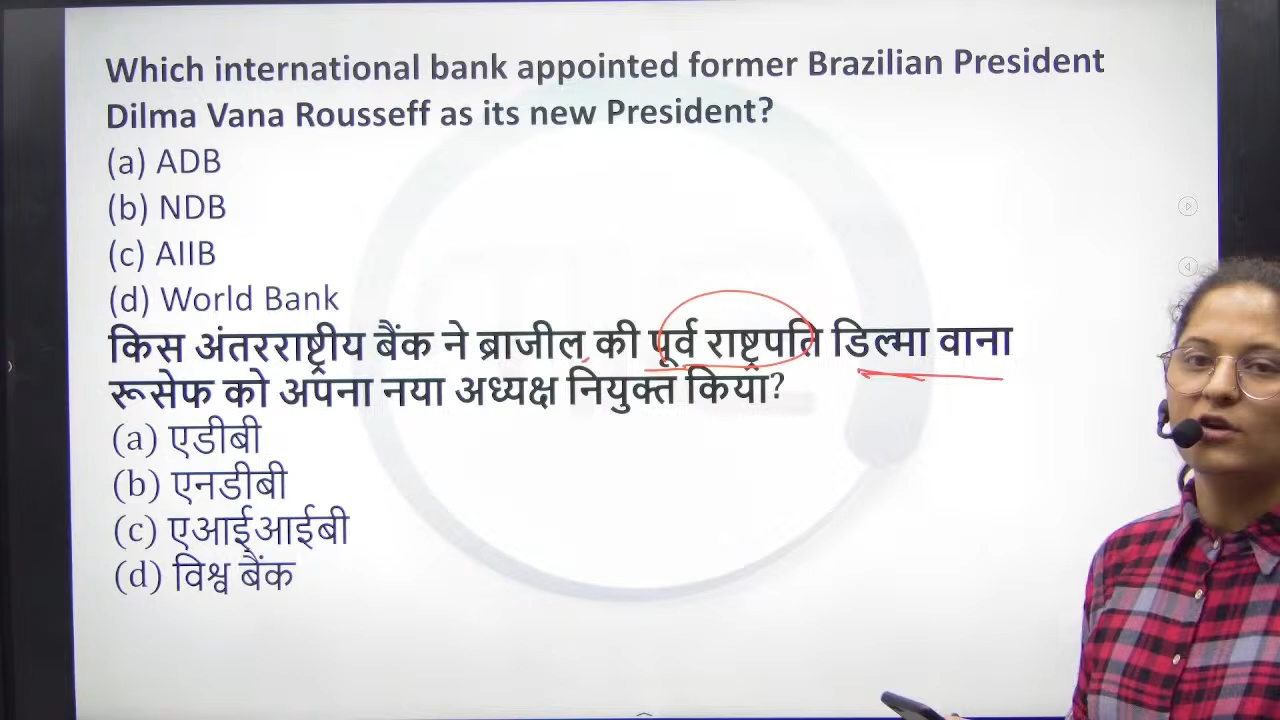 Which international bank appointed former Brazilian President
Dilma Vana Rousseff as its new President?
(a) ADB
(b) NDB
(c) AIIB
(d) World Bank
किस अंतरराष्ट्रीय बैंक ने ब्राजील की पूर्व राष्ट्रपति डिल्मा वाना
रूसेफ को अपना नया अध्यक्ष नियुक्त किया?
(a) एडीबी
(b) एनडीबी
(c) एआईआईबी
(d) विश्व बैंक